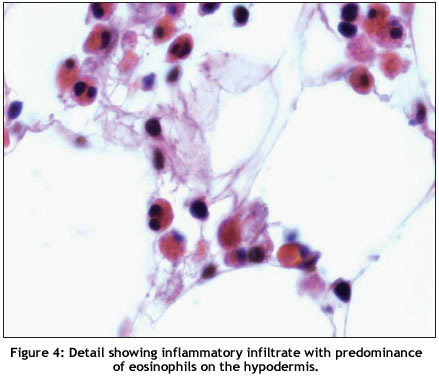 Figure 4: Detail showing inflammatory infiltrate with predominance
of eosinophils on the hypodermis.